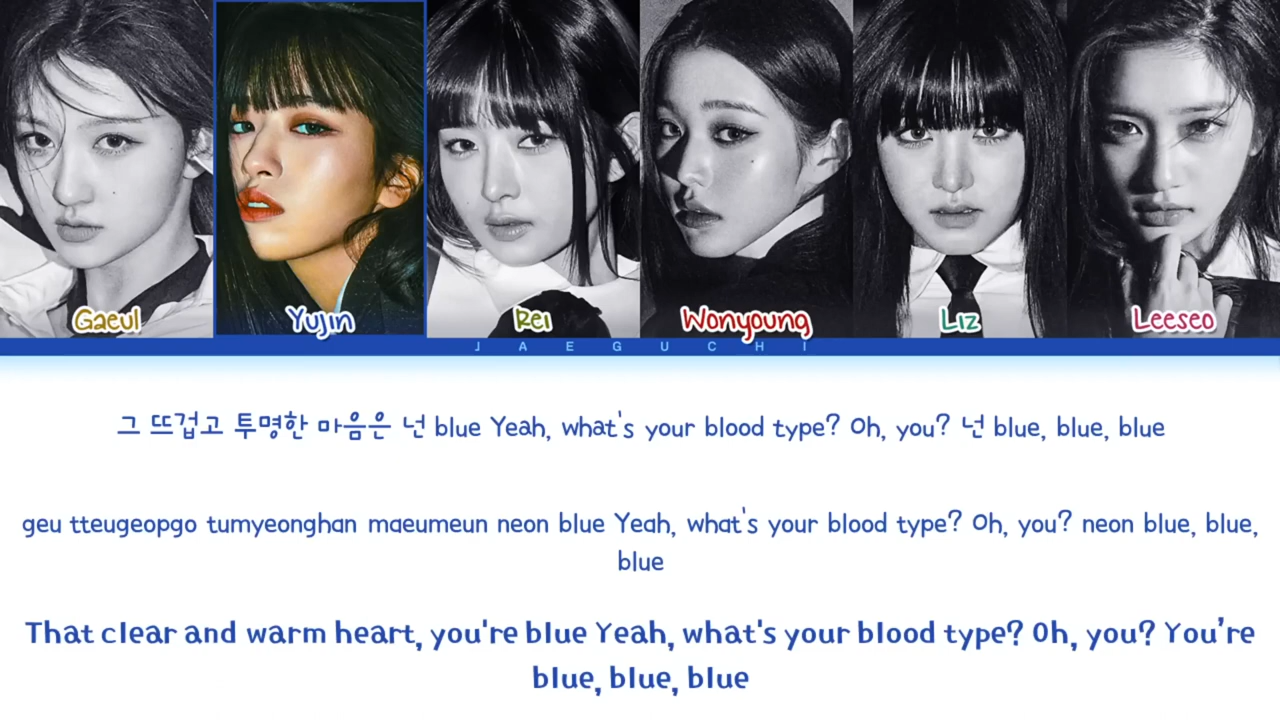 Gaeul Yujin Rei Wonyoung Liz Leeseo
JAEGUCHI
그 뜨겁고 투명한 마음은 넌 blue Yeah, what's your blood type? Oh, you? 넌 blue, blue, blue
geu tteugeopgo tumyeonghan maeumeun neon blue Yeah, what's your blood type? Oh, you? neon blue, blue,
blue
That clear and warm heart, you're blue Yeah, what's your blood type? Oh, you? You’re
blue, blue, blue